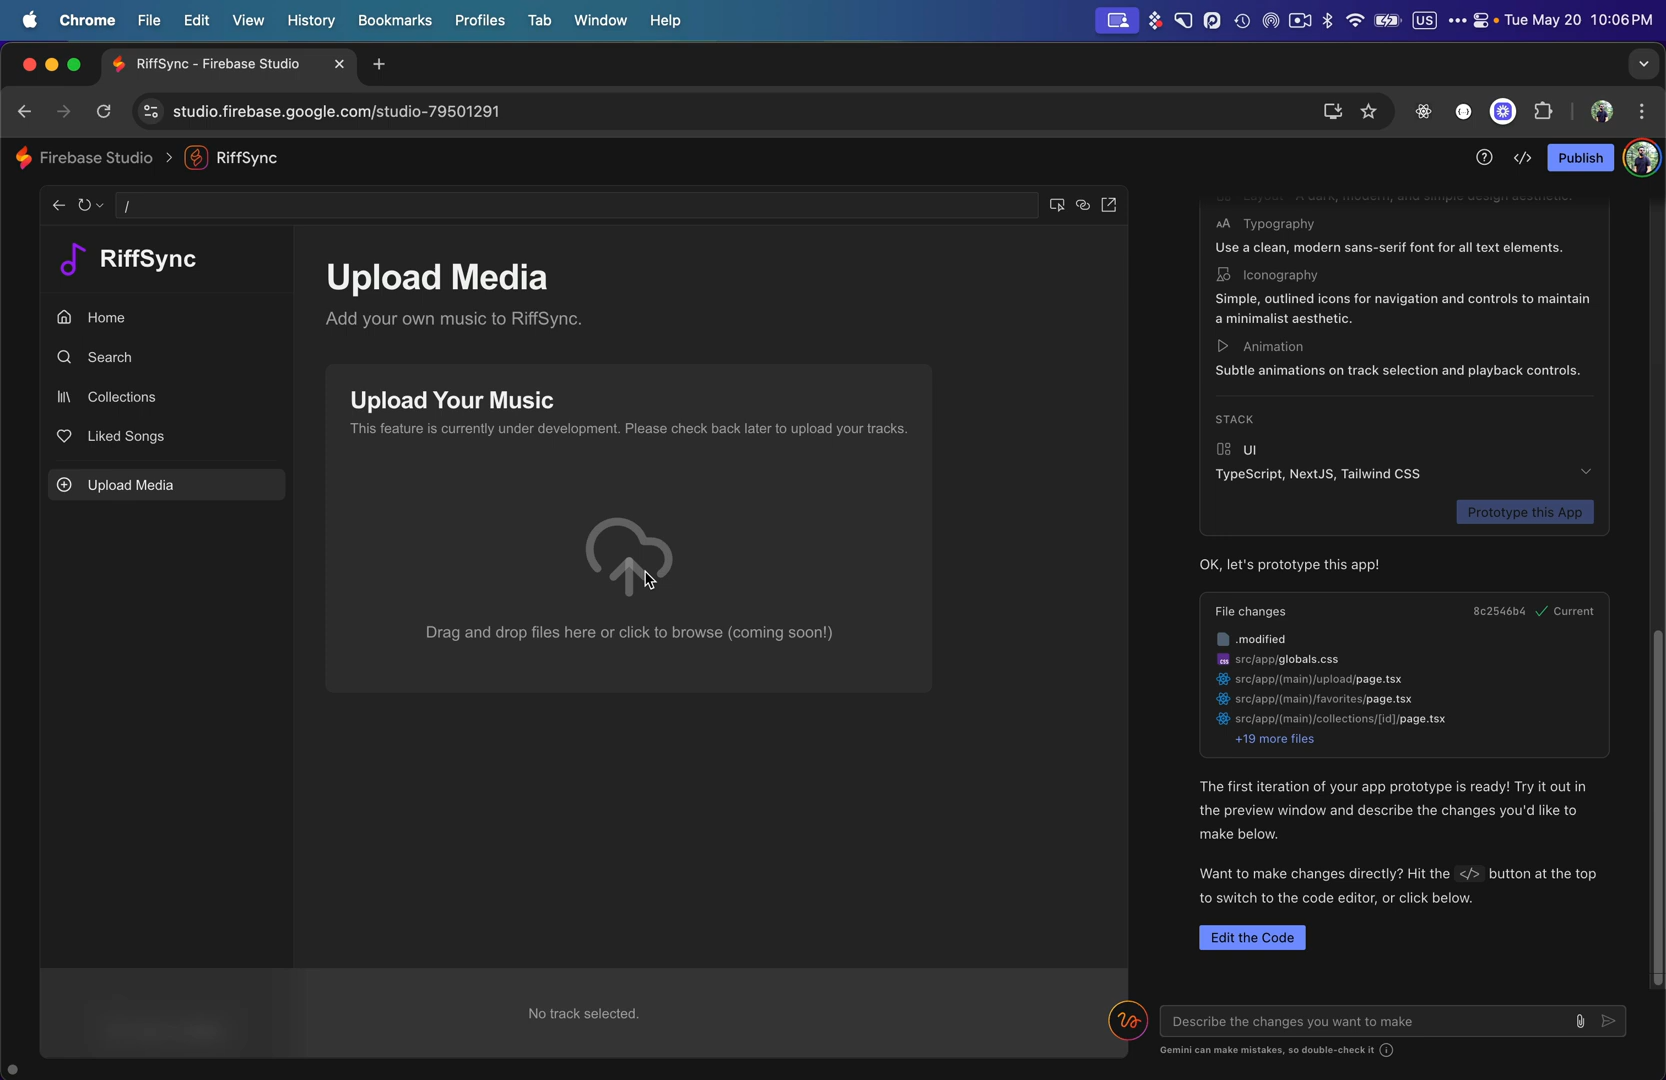 Chrome File Edit View History Bookmarks Profiles Tab Window Help
US Tue May 20 10:06 PM
RiffSync - Firebase Studio
studio.firebase.google.com/studio-79501291
Firebase Studio > RiffSync
Publish
/
RiffSync
Home
Search
Collections
Liked Songs
Upload Media
Upload Media
Add your own music to RiffSync.
Upload Your Music
This feature is currently under development. Please check back later to upload your tracks.
Drag and drop files here or click to browse (coming soon!)
No track selected.
Layout A dark, modern, and simple design aesthetic.
AA Typography
Use a clean, modern sans-serif font for all text elements.
Iconography
Simple, outlined icons for navigation and controls to maintain
a minimalist aesthetic.
Animation
Subtle animations on track selection and playback controls.
STACK
UI
TypeScript, NextJS, Tailwind CSS
Prototype this App
OK, let's prototype this app!
File changes 8c2546b4 Current
.modified
css src/app/globals.css
src/app/(main)/upload/page.tsx
src/app/(main)/favorites/page.tsx
src/app/(main)/collections/[id]/page.tsx
+19 more files
The first iteration of your app prototype is ready! Try it out in
the preview window and describe the changes you'd like to
make below.
Want to make changes directly? Hit the </> button at the top
to switch to the code editor, or click below.
Edit the Code
Describe the changes you want to make
Gemini can make mistakes, so double-check it